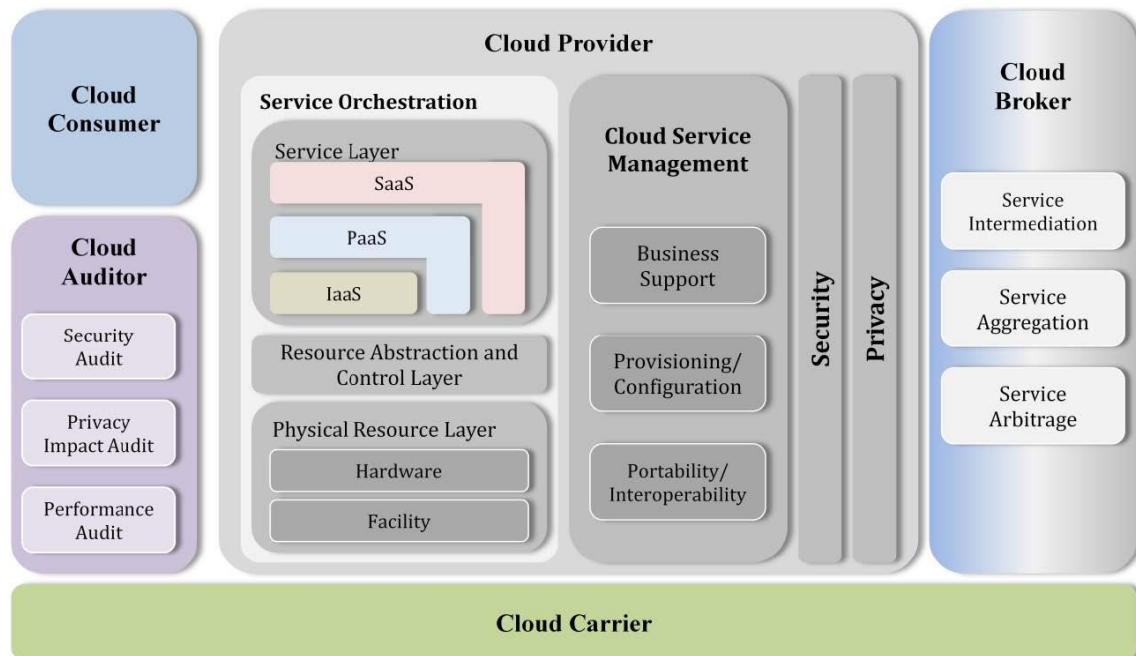 Cloud
Consumer
Cloud
Auditor
Security
Audit
Privacy
Impact Audit
Performance
Audit
Cloud Provider
Service Orchestration
Service Layer
SaaS
PaaS
IaaS
Resource Abstraction and
Control Layer
Physical Resource Layer
Hardware
Facility
Cloud Service
Management
Business
Support
Provisioning/
Configuration
Portability/
Interoperability
Security
Privacy
Cloud
Broker
Service
Intermediation
Service
Aggregation
Service
Arbitrage
Cloud Carrier